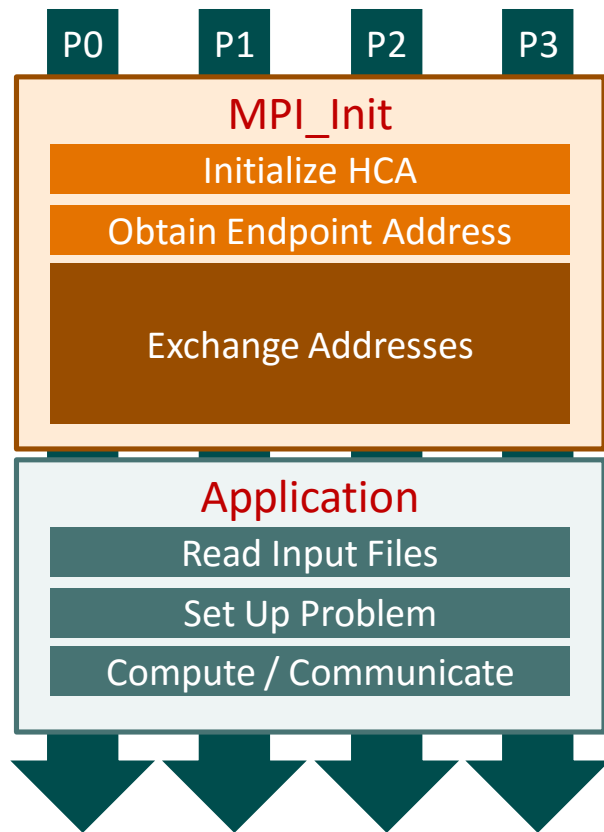 P0 P1 P2 P3
MPI_Init
Initialize HCA
Obtain Endpoint Address
Exchange Addresses
Application
Read Input Files
Set Up Problem
Compute / Communicate